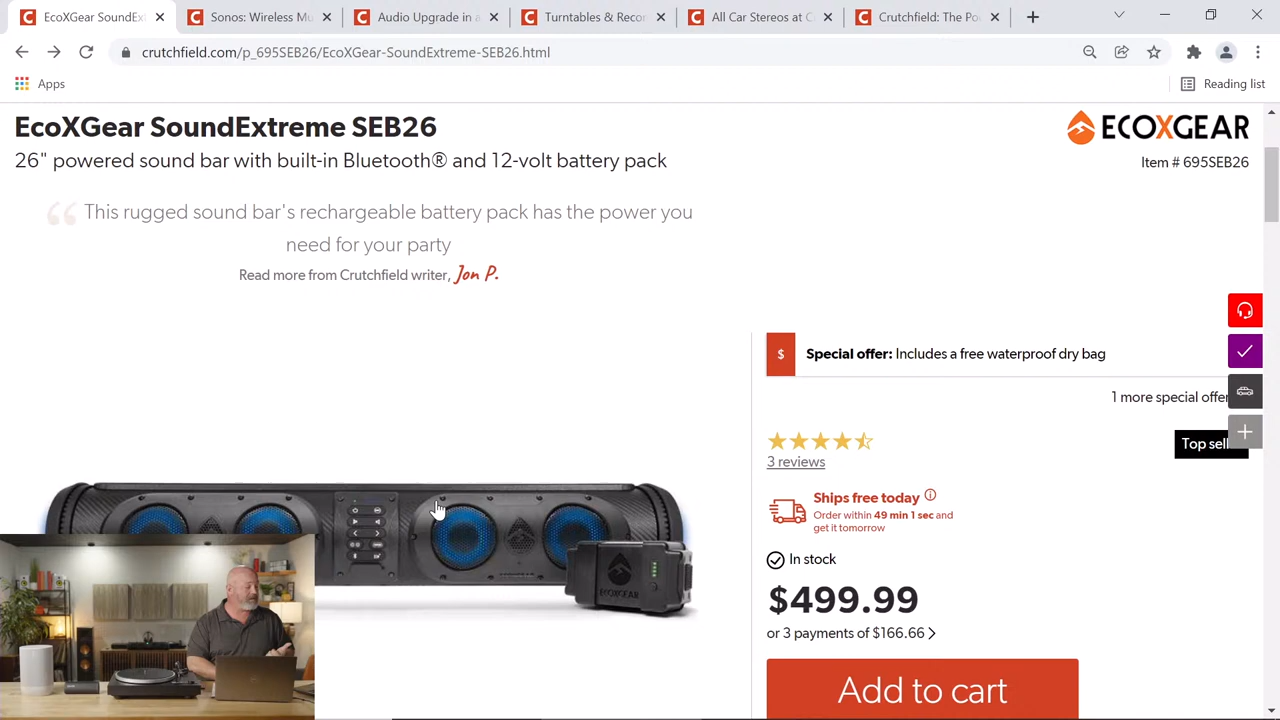 EcoXGear SoundExt
Sonos: Wireless Mu
Audio Upgrade in a
Turntables & Recor
All Car Stereos at C
Crutchfield: The Po
crutchfield.com/p_695SEB26/EcoXGear-SoundExtreme-SEB26.html
Apps
Reading list
EcoXGear SoundExtreme SEB26
ECOXGEAR
26" powered sound bar with built-in Bluetooth® and 12-volt battery pack
Item # 695SEB26
“This rugged sound bar's rechargeable battery pack has the power you
need for your party
Read more from Crutchfield writer, Jon P.
$ Special offer: Includes a free waterproof dry bag
1 more special offer
3 reviews
Top sell
Ships free today
Order within 49 min 1 sec and
get it tomorrow
In stock
$499.99
or 3 payments of $166.66
Add to cart
ECOXGEAR